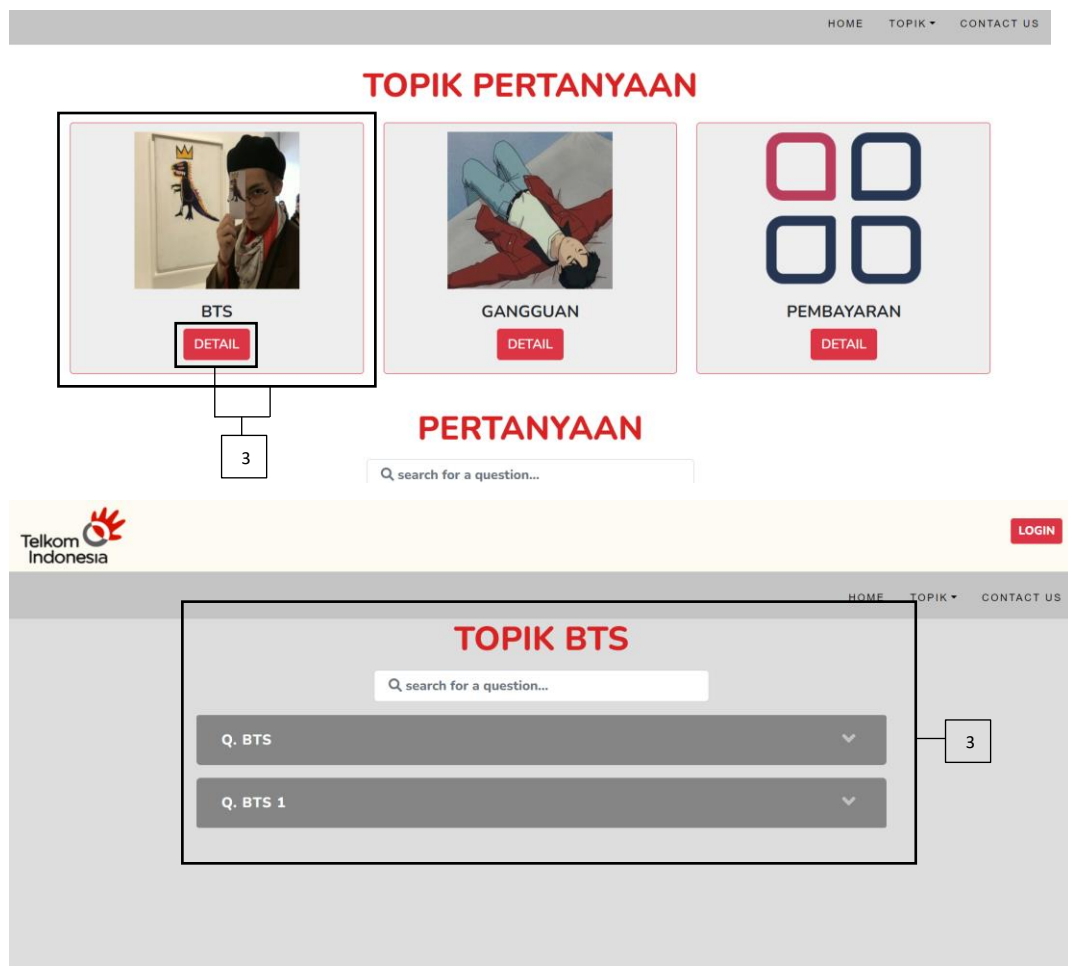 HOME TOPIK CONTACT US
TOPIK PERTANYAAN
BTS GANGGUAN PEMBAYARAN
DETAIL DETAIL DETAIL
3
PERTANYAAN
search for a question...
Telkom
Indonesia
LOGIN
HOME TOPIK CONTACT US
TOPIK BTS
search for a question...
Q. BTS
3
Q. BTS 1